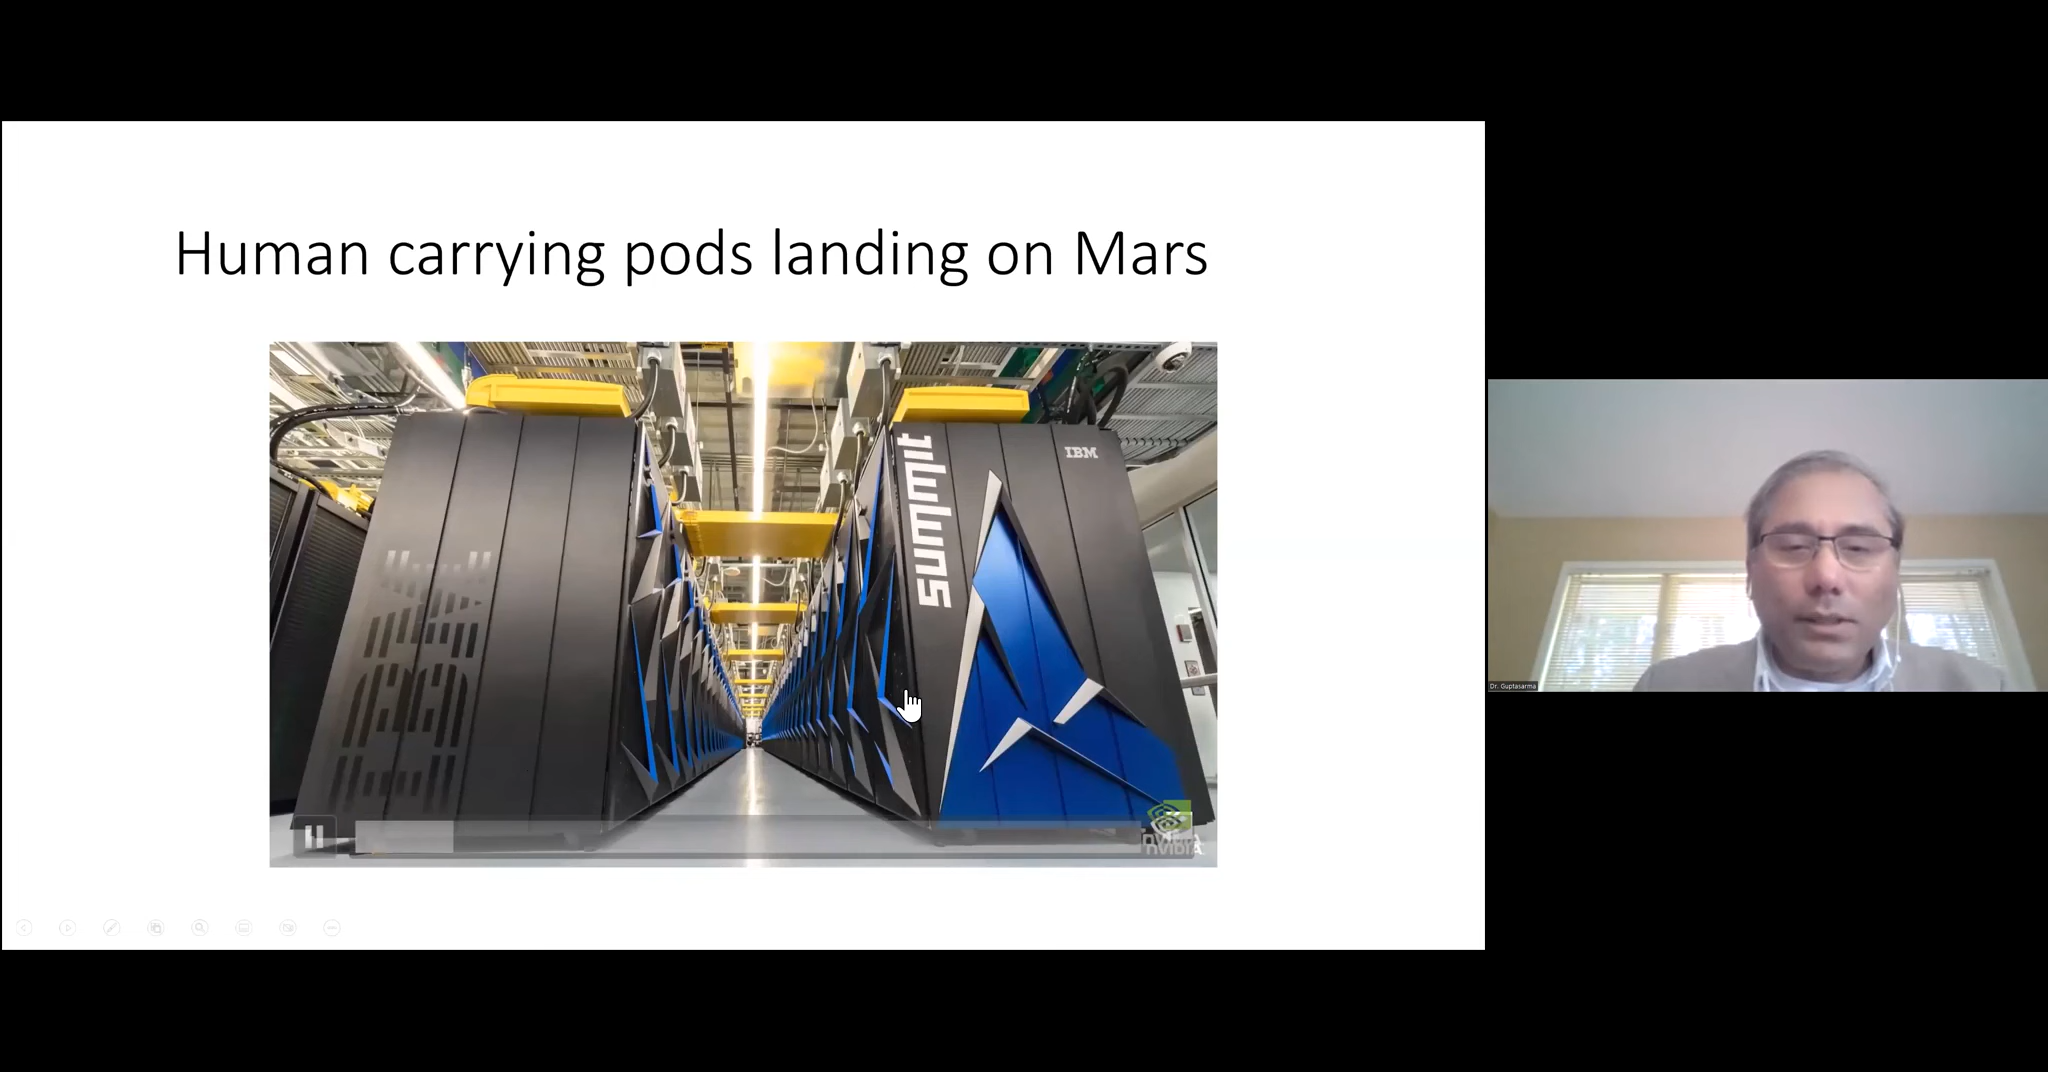 Human carrying pods landing on Mars
IBM
summit
IBM
nVIDIA
Dr. Guptasarma